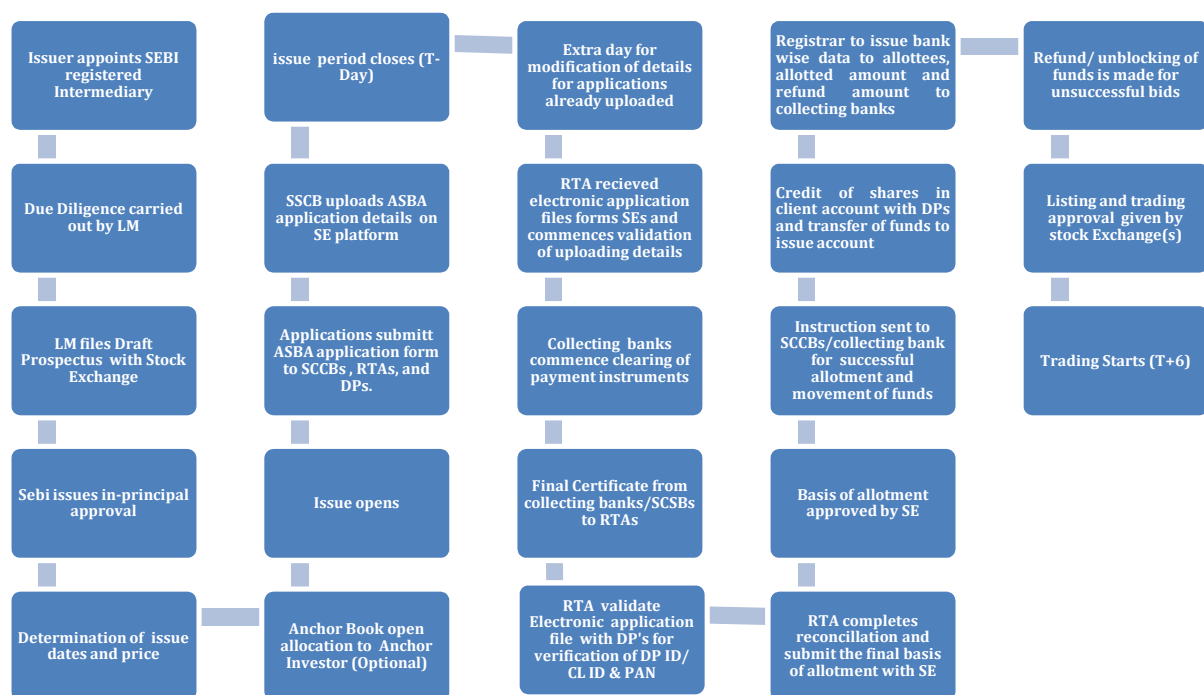 Issuer appoints SEBI
registered
Intermediary
Due Diligence carried
out by LM
LM files Draft
Prospectus with Stock
Exchange
Sebi issues in-principal
approval
Determination of issue
dates and price
Anchor Book open
allocation to Anchor
Investor (Optional)
Issue opens
Applications submitt
ASBA application form
to SCCBs , RTAs, and
DPs.
SSCB uploads ASBA
application details on
SE platform
issue period closes (T-
Day)
Extra day for
modification of details
for applications
already uploaded
RTA recieved
electronic application
files forms SEs and
commences validation
of uploading details
Collecting banks
commence clearing of
payment instruments
Final Certificate from
collecting banks/SCSBs
to RTAs
RTA validate
Electronic application
file with DP's for
verification of DP ID/
CL ID & PAN
RTA completes
reconcillation and
submit the final basis
of allotment with SE
Basis of allotment
approved by SE
Instruction sent to
SCCBs/collecting bank
for successful
allotment and
movement of funds
Credit of shares in
client account with DPs
and transfer of funds to
issue account
Registrar to issue bank
wise data to allottees,
allotted amount and
refund amount to
collecting banks
Refund/ unblocking of
funds is made for
unsuccessful bids
Listing and trading
approval given by
stock Exchange(s)
Trading Starts (T+6)